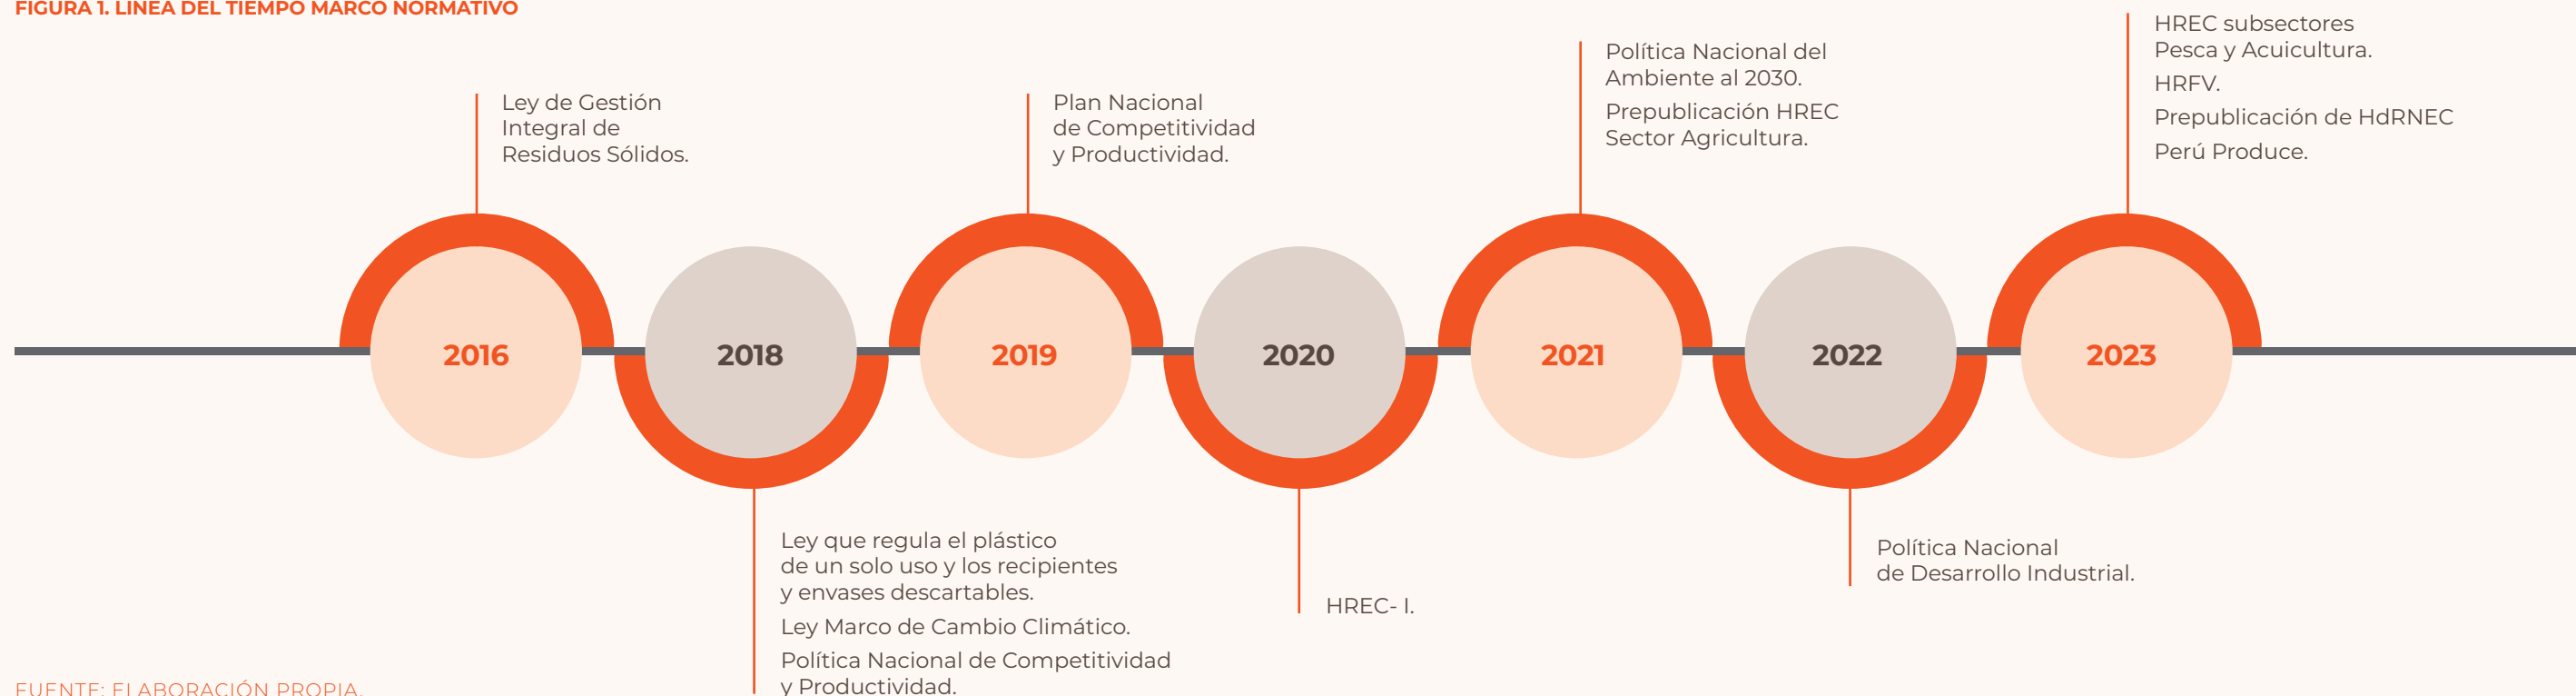 FIGURA 1. LÍNEA DEL TIEMPO MARCO NORMATIVO
Ley de Gestión
Integral de
Residuos Sólidos.
Plan Nacional
de Competitividad
y Productividad.
Política Nacional del
Ambiente al 2030.
Prepublicación HREC
Sector Agricultura.
HREC subsectores
Pesca y Acuicultura.
HRFV.
Prepublicación de HdRNEC
Perú Produce.
2016
2018
2019
2020
2021
2022
2023
Ley que regula el plástico
de un solo uso y los recipientes
y envases descartables.
Ley Marco de Cambio Climático.
Política Nacional de Competitividad
y Productividad.
HREC- I.
Política Nacional
de Desarrollo Industrial.
FUENTE: ELABORACIÓN PROPIA.